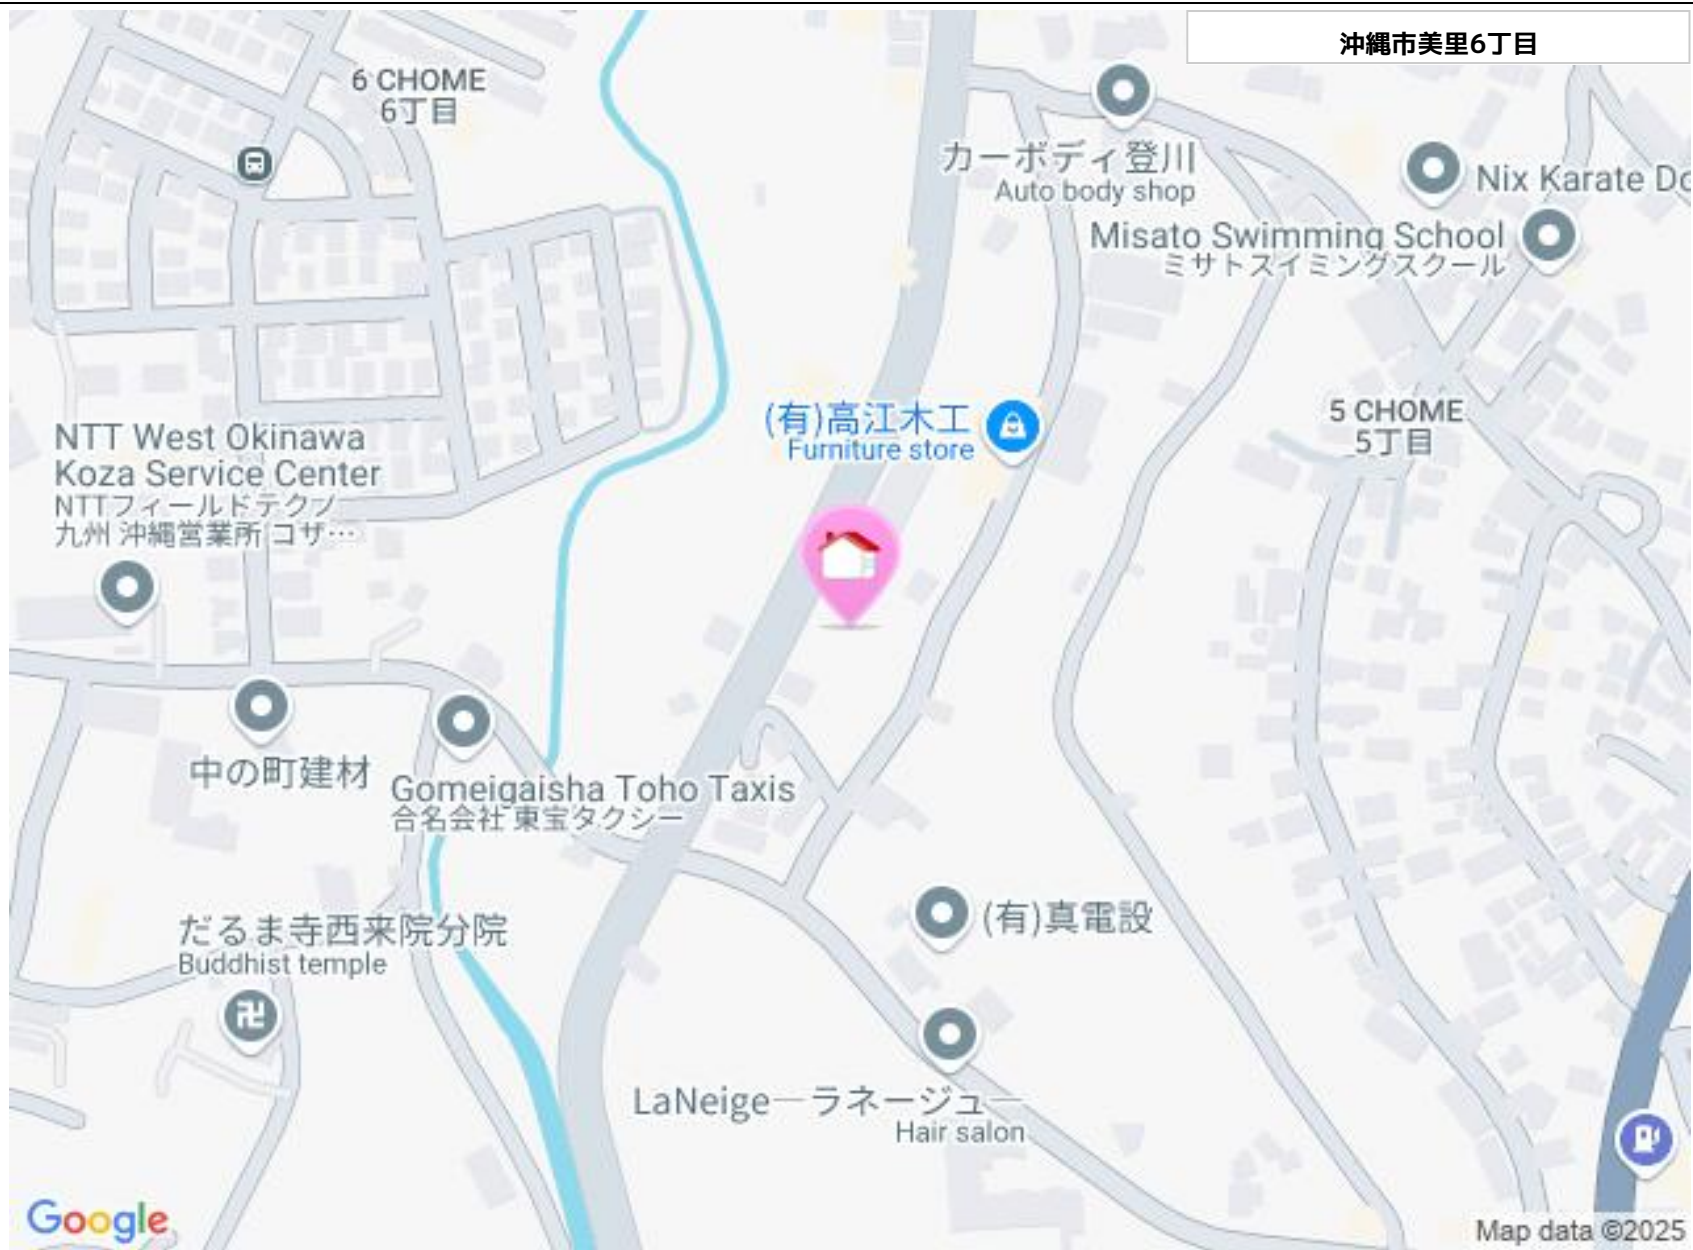 沖縄市美里6丁目
6 CHOME
6丁目
カーボディ登川
Auto body shop
Nix Karate Do
Misato Swimming School
ミサトスイミングスクール
(有)高江木工
Furniture store
5 CHOME
5丁目
NTT West Okinawa
Koza Service Center
NTTフィールドテクノ
九州 沖縄営業所 コザ…
中の町建材
Gomeigaisha Toho Taxis
合名会社 東宝タクシー
だるま寺西来院分院
Buddhist temple
卍
(有)真電設
LaNeige―ラネージュ―
Hair salon
Google
Map data ©2025